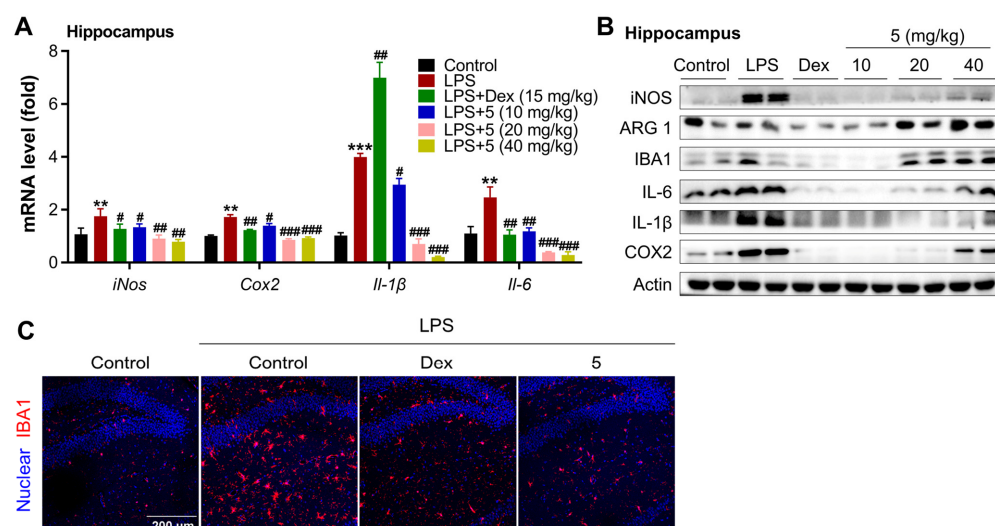 A Hippocampus
mRNA level (fold)
8
6
4
2
0
Control
LPS
LPS+Dex (15 mg/kg)
LPS+5 (10 mg/kg)
LPS+5 (20 mg/kg)
LPS+5 (40 mg/kg)
** # # ## ##
** ## # ### ###
*** ## # ### ###
** ## ## ### ###
iNos Cox2 Il-1β Il-6
B Hippocampus
5 (mg/kg)
Control LPS Dex 10 20 40
iNOS
ARG 1
IBA1
IL-6
IL-1β
COX2
Actin
C
LPS
Control Control Dex 5
Nuclear IBA1
200 μm